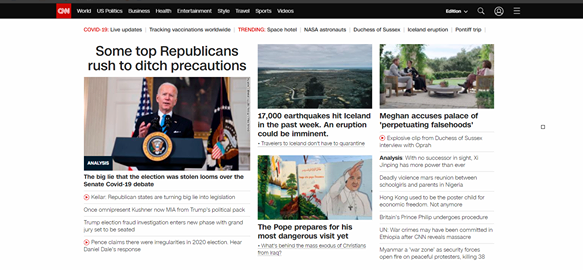 CNN World US Politics Business Health Entertainment Style Travel Sports Videos Edition
COVID-19: Live updates | Tracking vaccinations worldwide | TRENDING: Space hotel | NASA astronauts | Duchess of Sussex | Iceland eruption | Pontiff trip |
Some top Republicans
rush to ditch precautions
ANALYSIS
The big lie that the election was stolen looms over the
Senate Covid-19 debate
Keilar: Republican states are turning big lie into legislation
Once omnipresent Kushner now MIA from Trump's political pack
Trump election fraud investigation enters new phase with grand
jury set to be seated
Pence claims there were irregularities in 2020 election. Hear
Daniel Dale's response
17,000 earthquakes hit Iceland
in the past week. An eruption
could be imminent.
• Travelers to Iceland don't have to quarantine
The Pope prepares for his
most dangerous visit yet
• What's behind the mass exodus of Christians
from Iraq?
Meghan accuses palace of
'perpetuating falsehoods'
Explosive clip from Duchess of Sussex
interview with Oprah
Analysis With no successor in sight, Xi
Jinping has more power than ever
Deadly violence mars reunion between
schoolgirls and parents in Nigeria
Hong Kong used to be the poster child for
economic freedom. Not anymore
Britain's Prince Philip undergoes procedure
UN: War crimes may have been committed in
Ethiopia after CNN reveals massacre
Myanmar a 'war zone' as security forces
open fire on peaceful protesters, killing 38